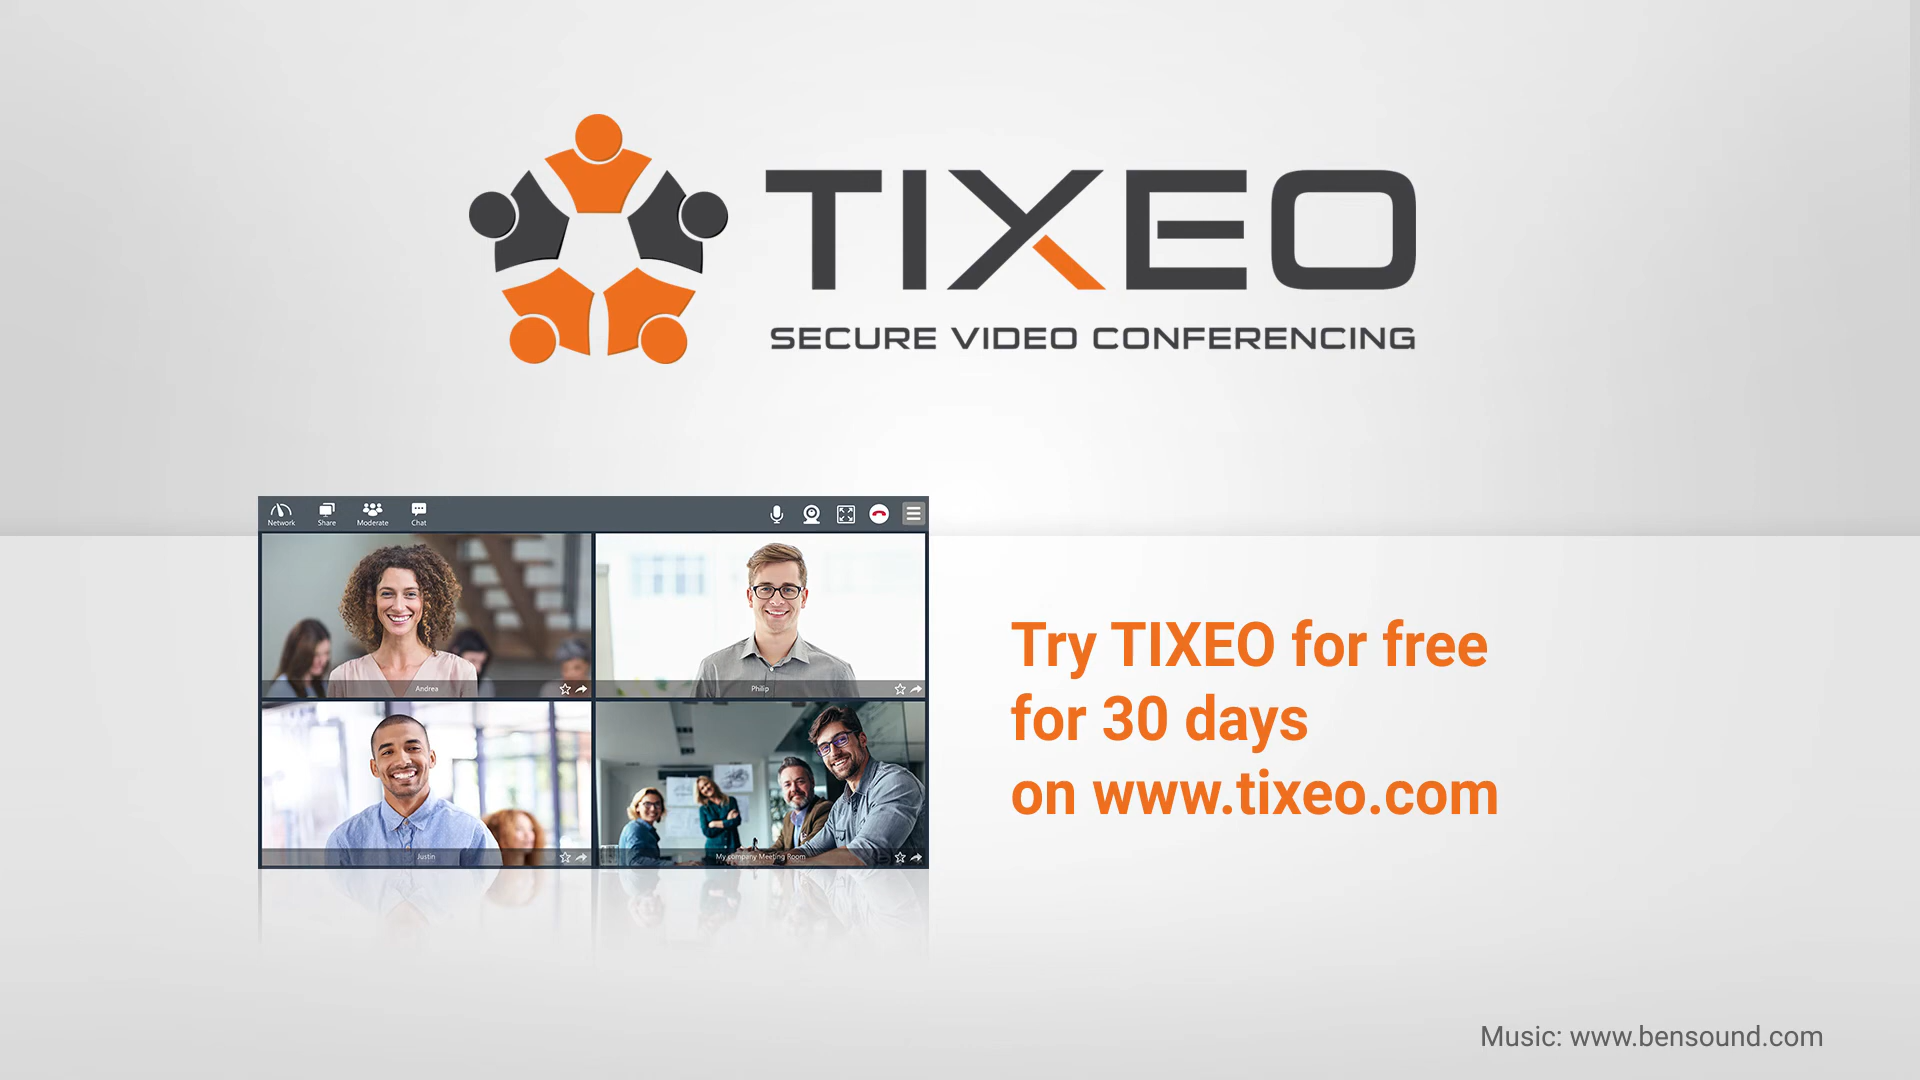 TIXEO
SECURE VIDEO CONFERENCING
Network Share Moderate Chat
Andrea
Philip
Justin
My company Meeting Room
Try TIXEO for free
for 30 days
on www.tixeo.com
Music: www.bensound.com